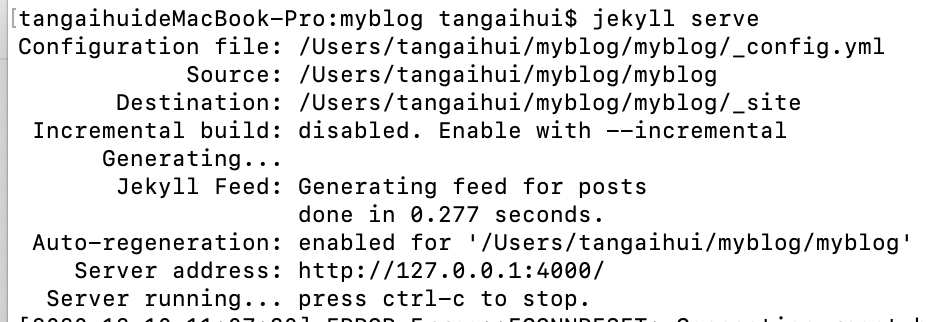 [tangaihuideMacBook-Pro:myblog tangaihui$ jekyll serve
Configuration file: /Users/tangaihui/myblog/myblog/_config.yml
Source: /Users/tangaihui/myblog/myblog
Destination: /Users/tangaihui/myblog/myblog/_site
Incremental build: disabled. Enable with --incremental
Generating...
Jekyll Feed: Generating feed for posts
done in 0.277 seconds.
Auto-regeneration: enabled for '/Users/tangaihui/myblog/myblog'
Server address: http://127.0.0.1:4000/
Server running... press ctrl-c to stop.
ERROR